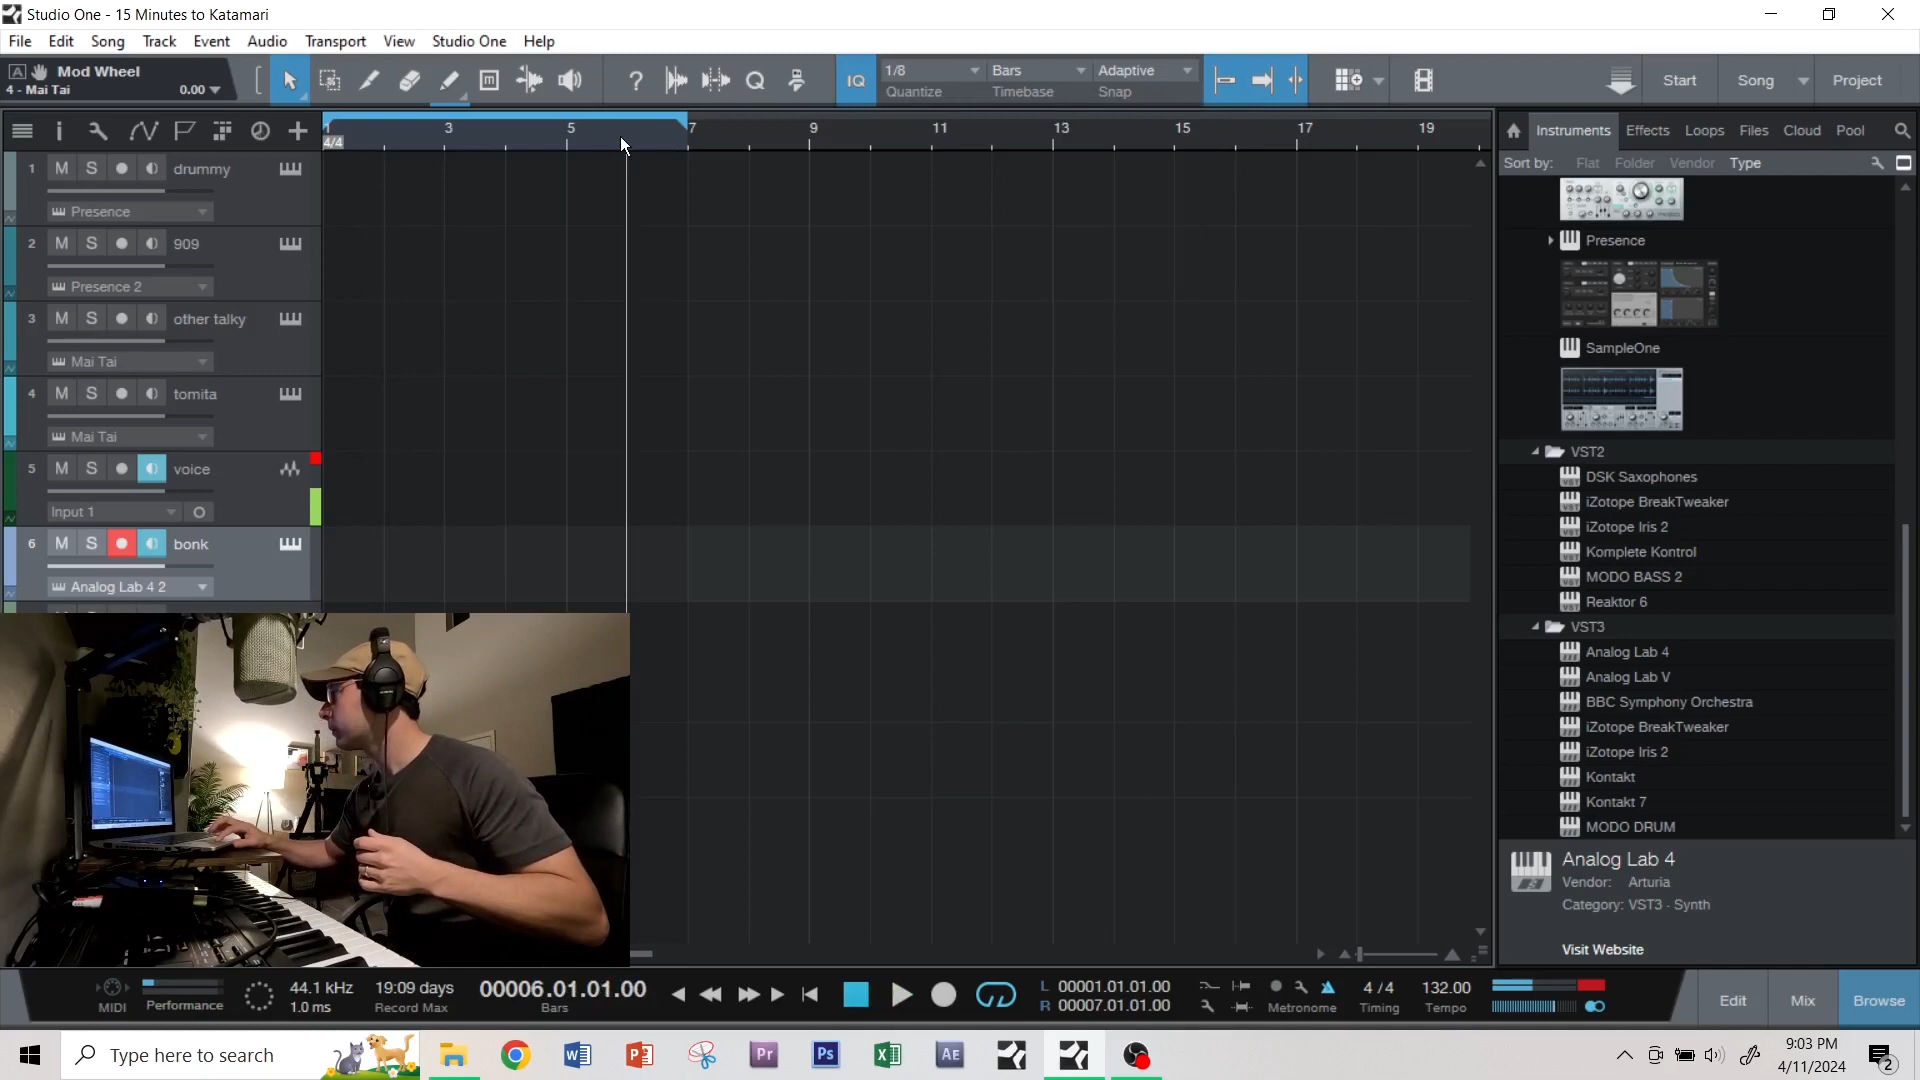 Studio One - 15 Minutes to Katamari
File Edit Song Track Event Audio Transport View Studio One Help
A Mod Wheel
4 - Mai Tai 0.00
IQ
1/8 Bars Adaptive
Quantize Timebase Snap
Start Song Project
1 3 5 7 9 11 13 15 17 19
4/4
1 M S drummy
Presence
2 M S 909
Presence 2
3 M S other talky
Mai Tai
4 M S tomita
Mai Tai
5 M S voice
Input 1
6 M S bonk
Analog Lab 4 2
Instruments Effects Loops Files Cloud Pool
Sort by: Flat Folder Vendor Type
Presence
SampleOne
VST2
DSK Saxophones
iZotope BreakTweaker
iZotope Iris 2
Komplete Kontrol
MODO BASS 2
Reaktor 6
VST3
Analog Lab 4
Analog Lab V
BBC Symphony Orchestra
iZotope BreakTweaker
iZotope Iris 2
Kontakt
Kontakt 7
MODO DRUM
Analog Lab 4
Vendor: Arturia
Category: VST3 - Synth
Visit Website
MIDI
Performance
44.1 kHz
1.0 ms
19:09 days
Record Max
00006.01.01.00
Bars
L 00001.01.01.00
R 00007.01.01.00
Metronome
4 / 4
Timing
132.00
Tempo
Edit Mix Browse
Type here to search
9:03 PM
4/11/2024
2